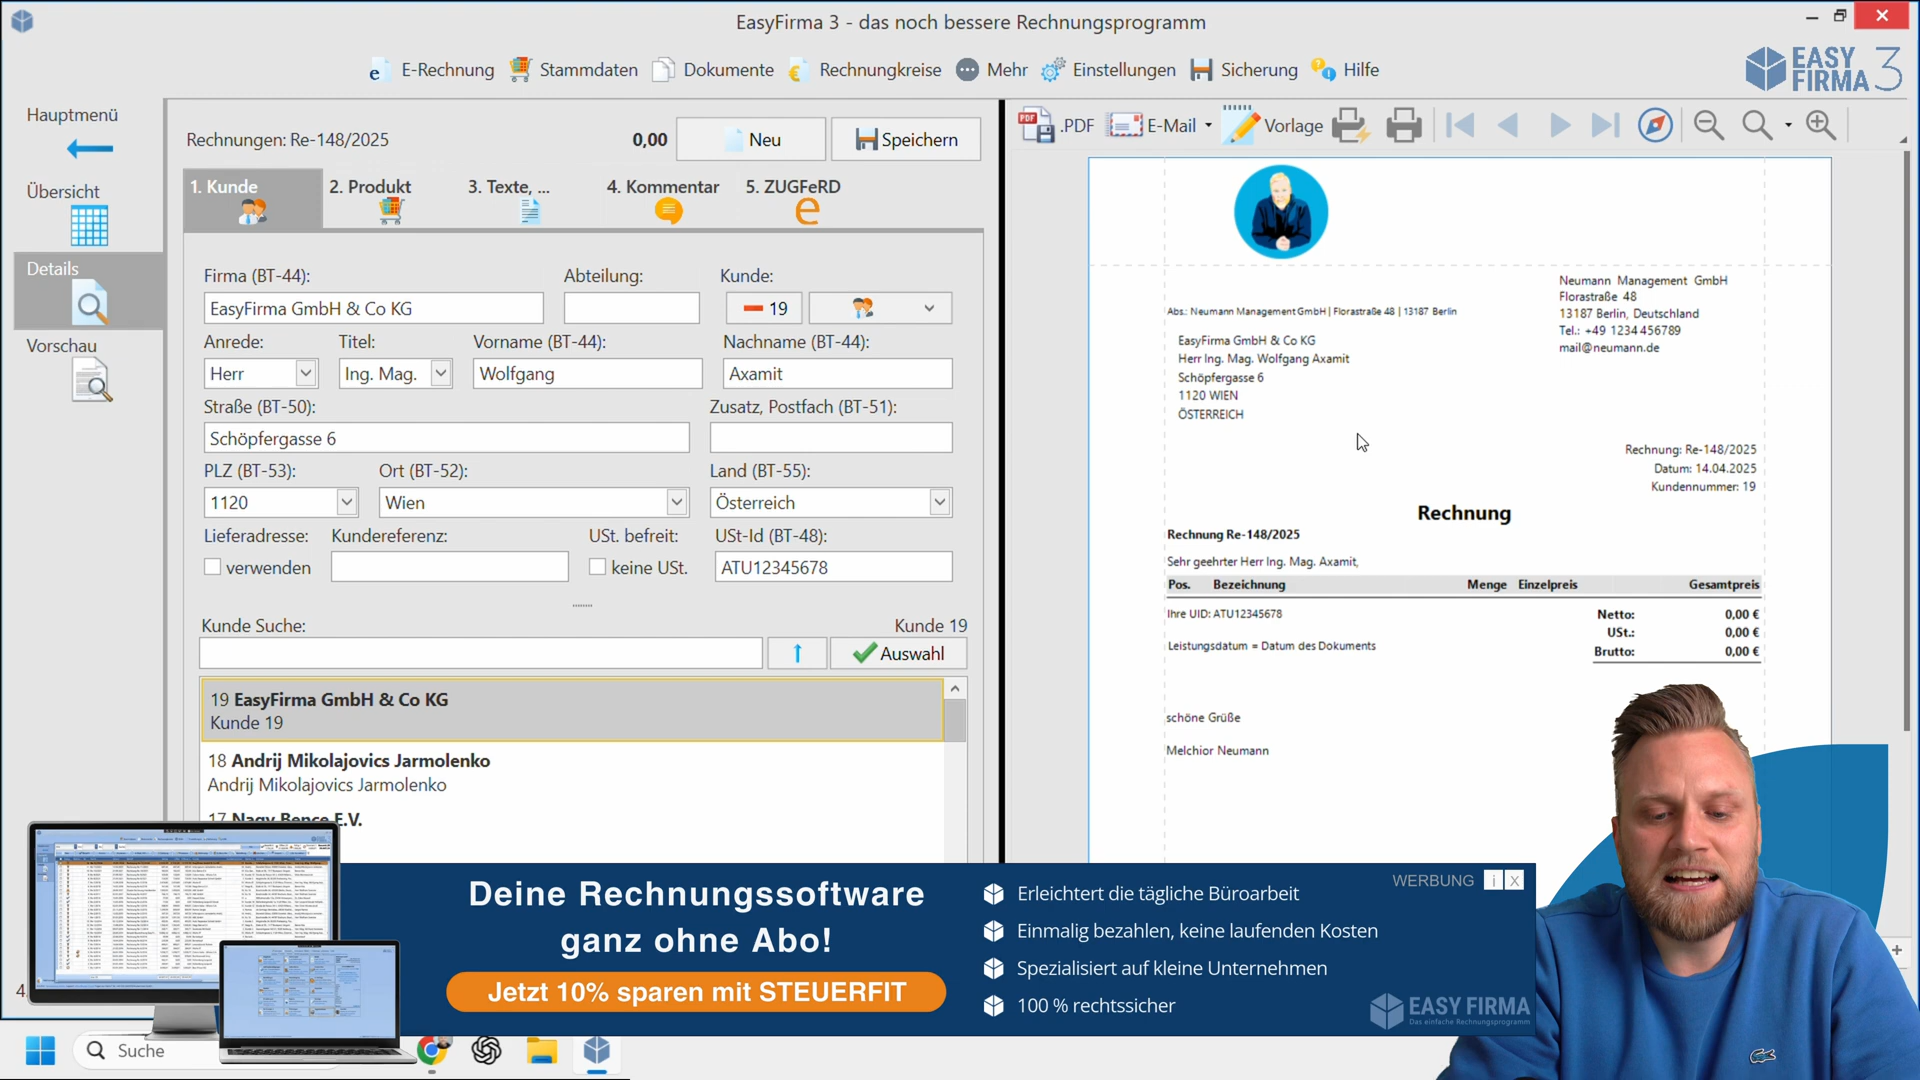 EasyFirma 3 - das noch bessere Rechnungsprogramm
E-Rechnung Stammdaten Dokumente Rechnungkreise Mehr Einstellungen Sicherung Hilfe
EASY FIRMA 3
Hauptmenü
Übersicht
Details
Vorschau
Rechnungen: Re-148/2025 0,00 Neu Speichern
1. Kunde 2. Produkt 3. Texte, ... 4. Kommentar 5. ZUGFeRD
Firma (BT-44): Abteilung: Kunde:
EasyFirma GmbH & Co KG 19
Anrede: Titel: Vorname (BT-44): Nachname (BT-44):
Herr Ing. Mag. Wolfgang Axamit
Straße (BT-50): Zusatz, Postfach (BT-51):
Schöpfergasse 6
PLZ (BT-53): Ort (BT-52): Land (BT-55):
1120 Wien Österreich
Lieferadresse: Kundereferenz: USt. befreit: USt-Id (BT-48):
verwenden keine USt. ATU12345678
Kunde Suche: Kunde 19
Auswahl
19 EasyFirma GmbH & Co KG
Kunde 19
18 Andrij Mikolajovics Jarmolenko
Andrij Mikolajovics Jarmolenko
17 Nagy Bence E.V.
PDF .PDF E-Mail Vorlage
Neumann Management GmbH
Florastraße 48
13187 Berlin, Deutschland
Tel.: +49 1234 456789
mail@neumann.de
Abs.: Neumann Management GmbH | Florastraße 48 | 13187 Berlin
EasyFirma GmbH & Co KG
Herr Ing. Mag. Wolfgang Axamit
Schöpfergasse 6
1120 WIEN
ÖSTERREICH
Rechnung: Re-148/2025
Datum: 14.04.2025
Kundennummer: 19
Rechnung
Rechnung Re-148/2025
Sehr geehrter Herr Ing. Mag. Axamit,
Pos. Bezeichnung Menge Einzelpreis Gesamtpreis
Ihre UID: ATU12345678 Netto: 0,00 €
USt.: 0,00 €
Leistungsdatum = Datum des Dokuments Brutto: 0,00 €
schöne Grüße
Melchior Neumann
Deine Rechnungssoftware
ganz ohne Abo!
Jetzt 10% sparen mit STEUERFIT
Erleichtert die tägliche Büroarbeit
Einmalig bezahlen, keine laufenden Kosten
Spezialisiert auf kleine Unternehmen
100 % rechtssicher
WERBUNG i X
EASY FIRMA
Das einfache Rechnungsprogramm
4
Suche